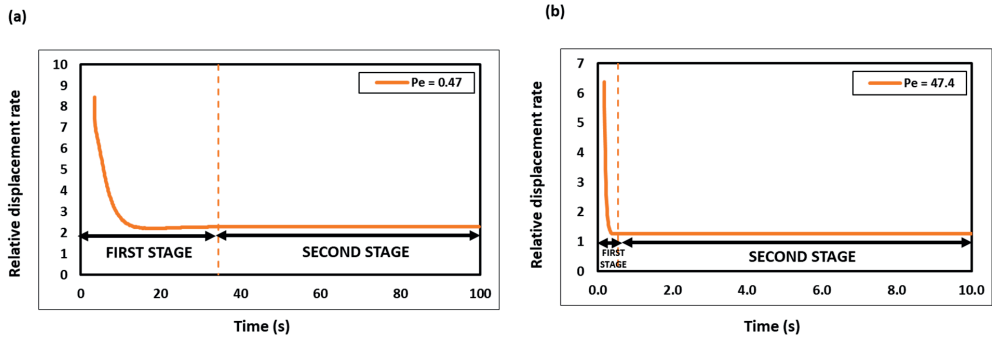 (a)
Relative displacement rate
10
9
8
7
6
5
4
3
2
1
0
Pe = 0.47
FIRST STAGE
SECOND STAGE
0
20
40
60
80
100
Time (s)
(b)
Relative displacement rate
7
6
5
4
3
2
1
0
Pe = 47.4
FIRST
STAGE
SECOND STAGE
0.0
2.0
4.0
6.0
8.0
10.0
Time (s)